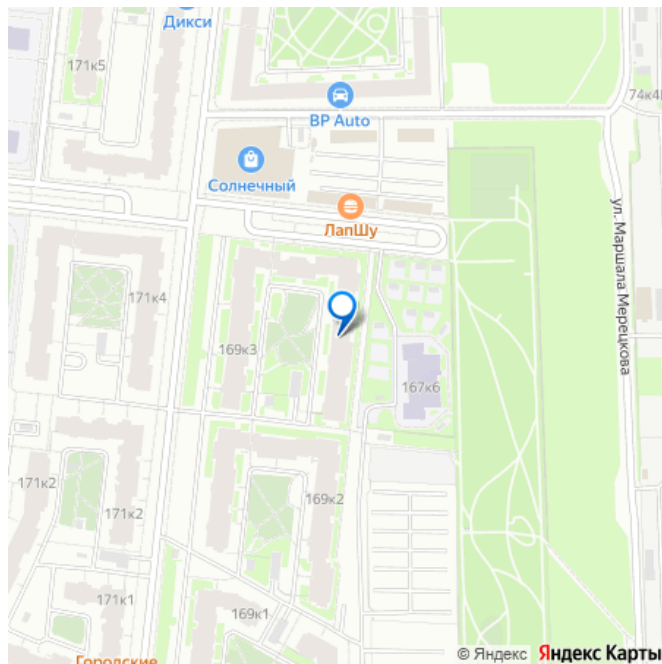 Дикси
171к5
74к4
BP Auto
Солнечный
ЛапШу
ул. Маршала Мерецкова
171к4
169к3
167к6
171к2
171к2
169к2
171к1
169к1
Городские
© Яндекс Яндекс Карты